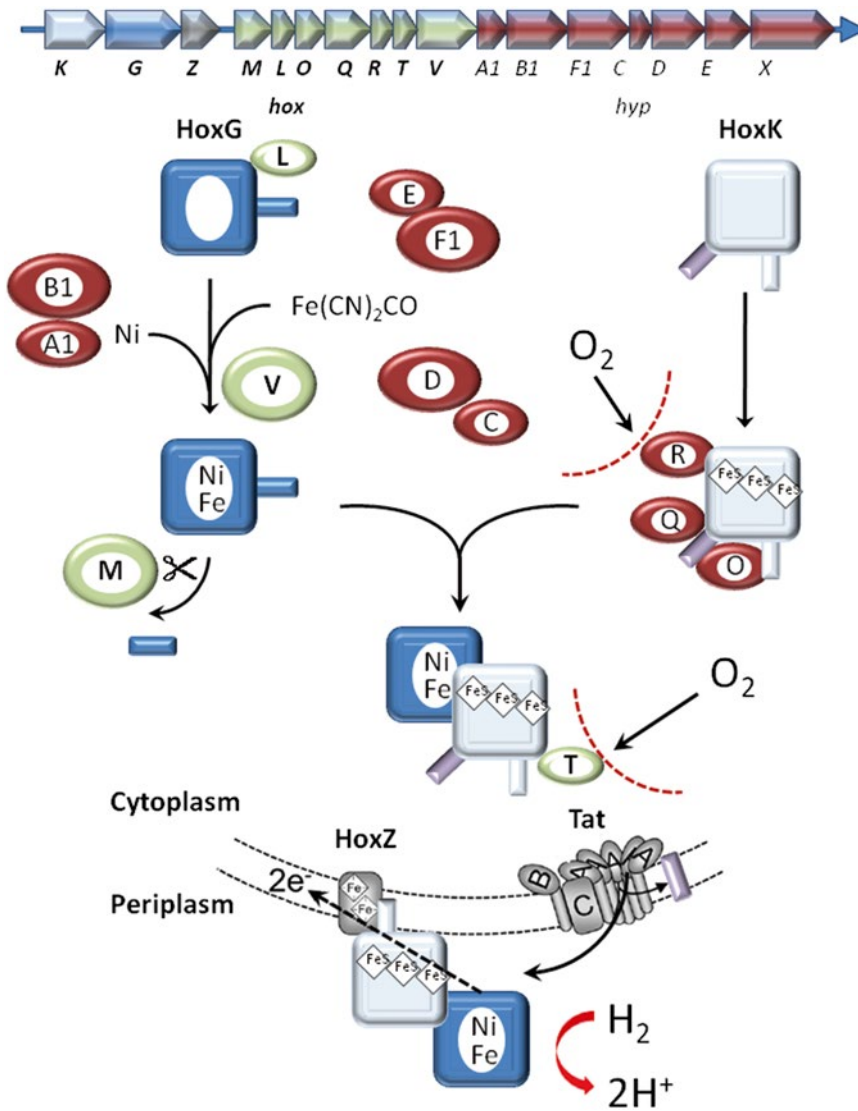 K G Z M L O Q R T V A1 B1 F1 C D E X
hox hyp
HoxG HoxK
L
E
F1
B1
A1
Ni
Fe(CN)2CO
V
D
C
O2
R
FeS FeS FeS
Q
O
Ni
Fe
M
Ni
Fe
FeS FeS FeS
O2
T
Cytoplasm
HoxZ
Tat
Periplasm
2e-
Fe
Fe
B
A
A
A
C
FeS FeS FeS
Ni
Fe
H2
2H+